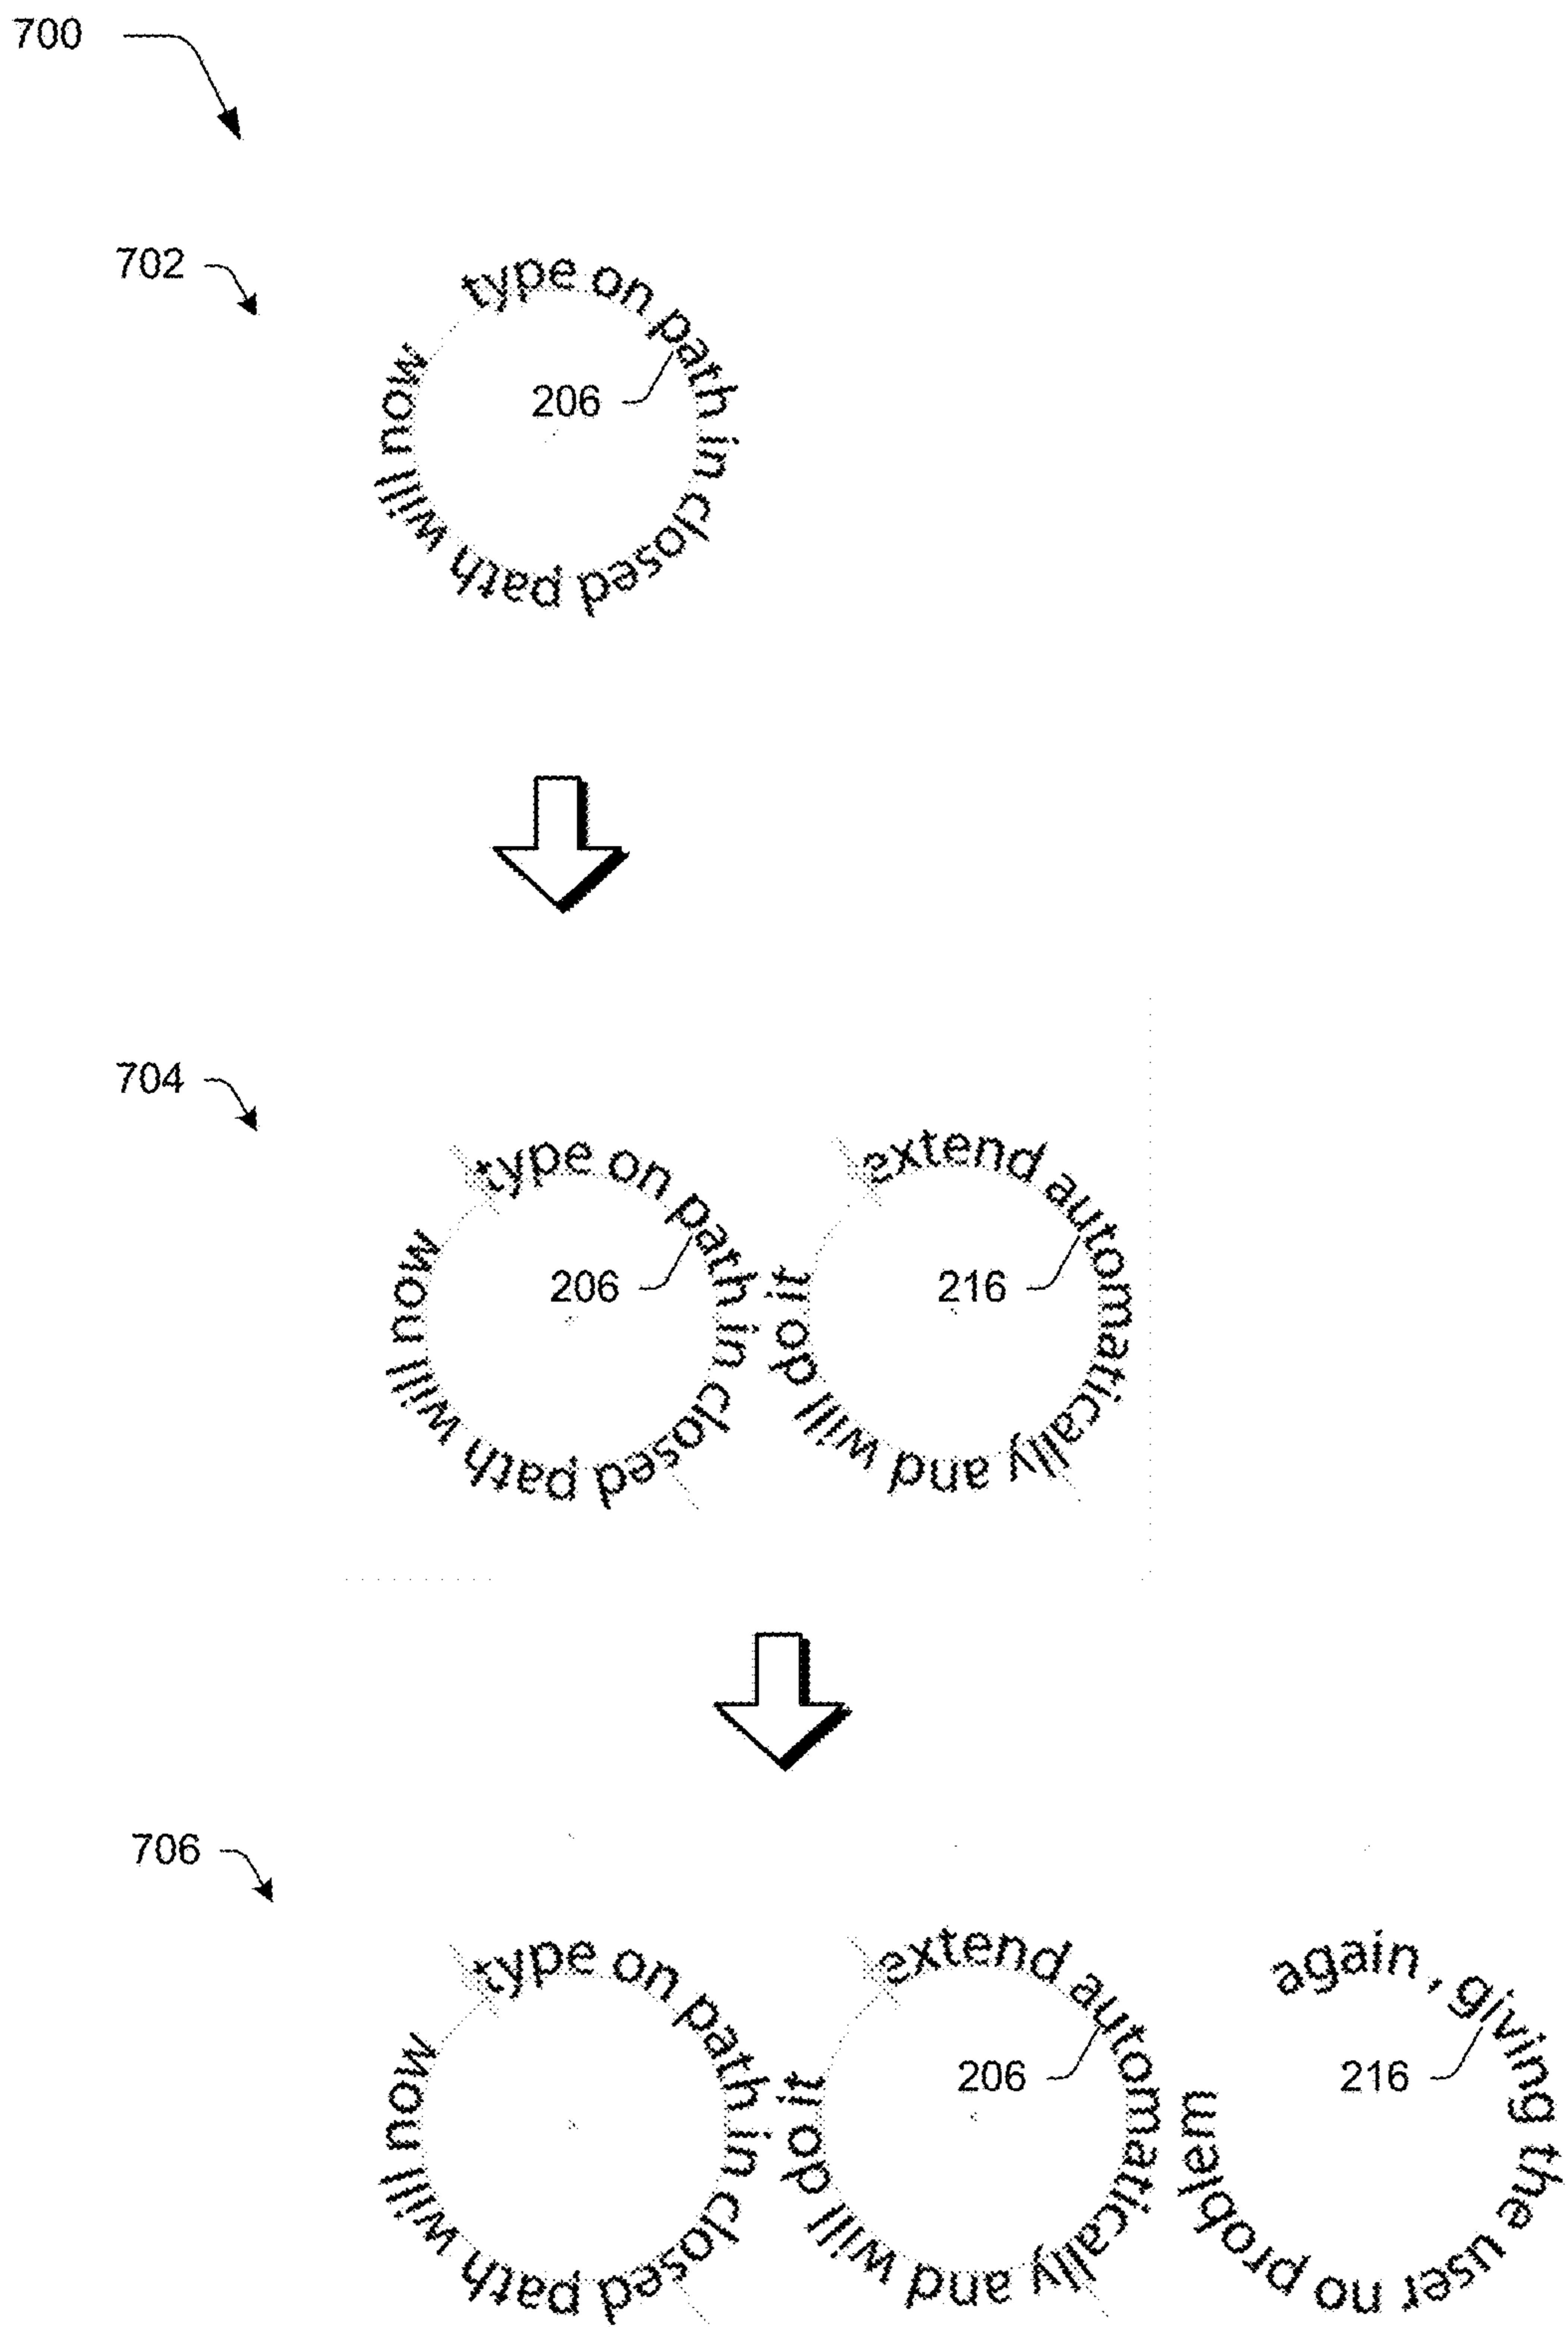 700
702
type on path in closed path will now
206
704
type on path in closed path will now
206
extend automatically and will do it
216
706
type on path in closed path will now
extend automatically and will do it
206
again, giving the user no problem
216